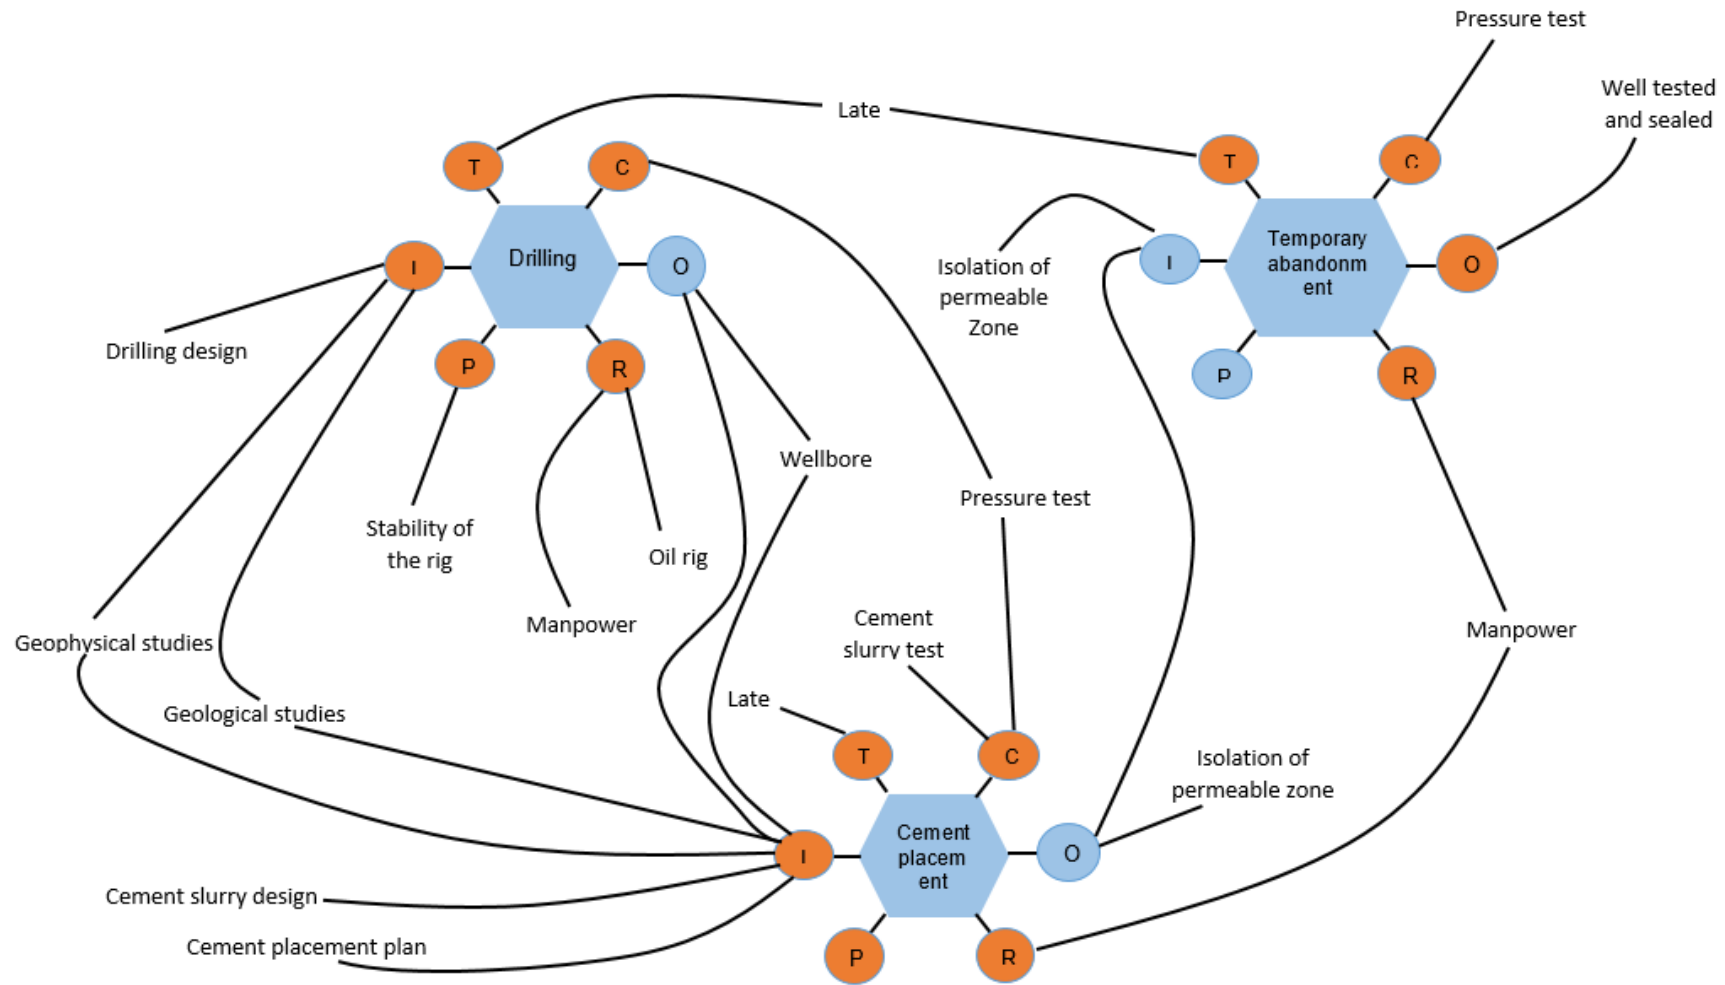 Pressure test
Well tested
and sealed
Late
T
C
T
C
I
Drilling
O
I
Temporary
abandonm
ent
O
Isolation of
permeable
Zone
Drilling design
P
R
P
R
Wellbore
Pressure test
Stability of
the rig
Oil rig
Manpower
Cement
slurry test
Manpower
Geophysical studies
Geological studies
Late
T
C
Isolation of
permeable zone
I
Cement
placem
ent
O
Cement slurry design
Cement placement plan
P
R